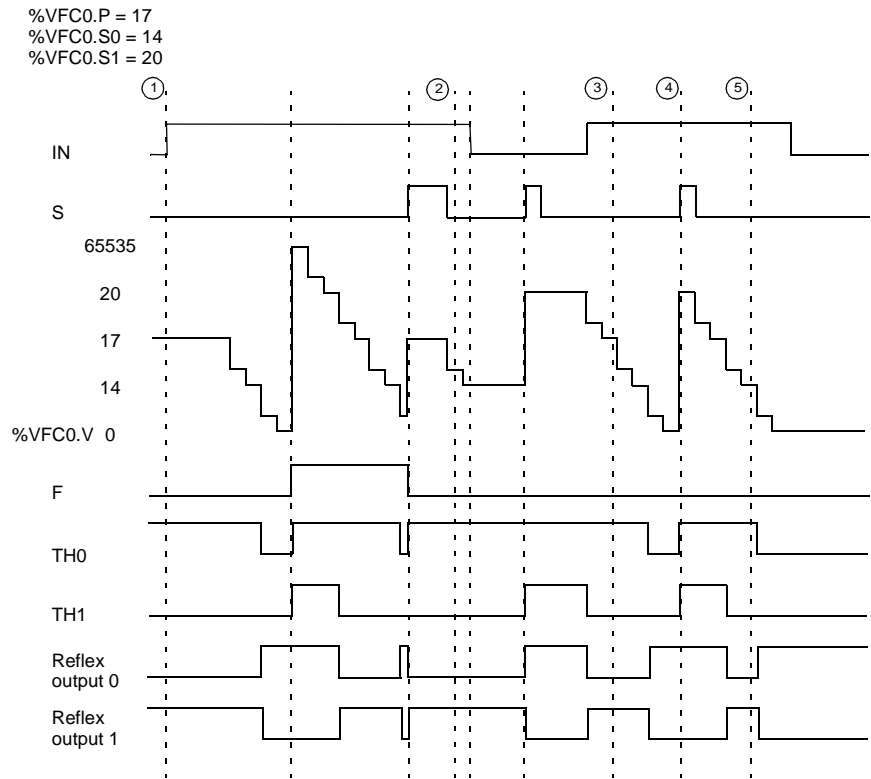 %VFC0.P = 17
%VFC0.S0 = 14
%VFC0.S1 = 20
1
2
3
4
5
IN
S
65535
20
17
14
%VFC0.V 0
F
TH0
TH1
Reflex
output 0
Reflex
output 1